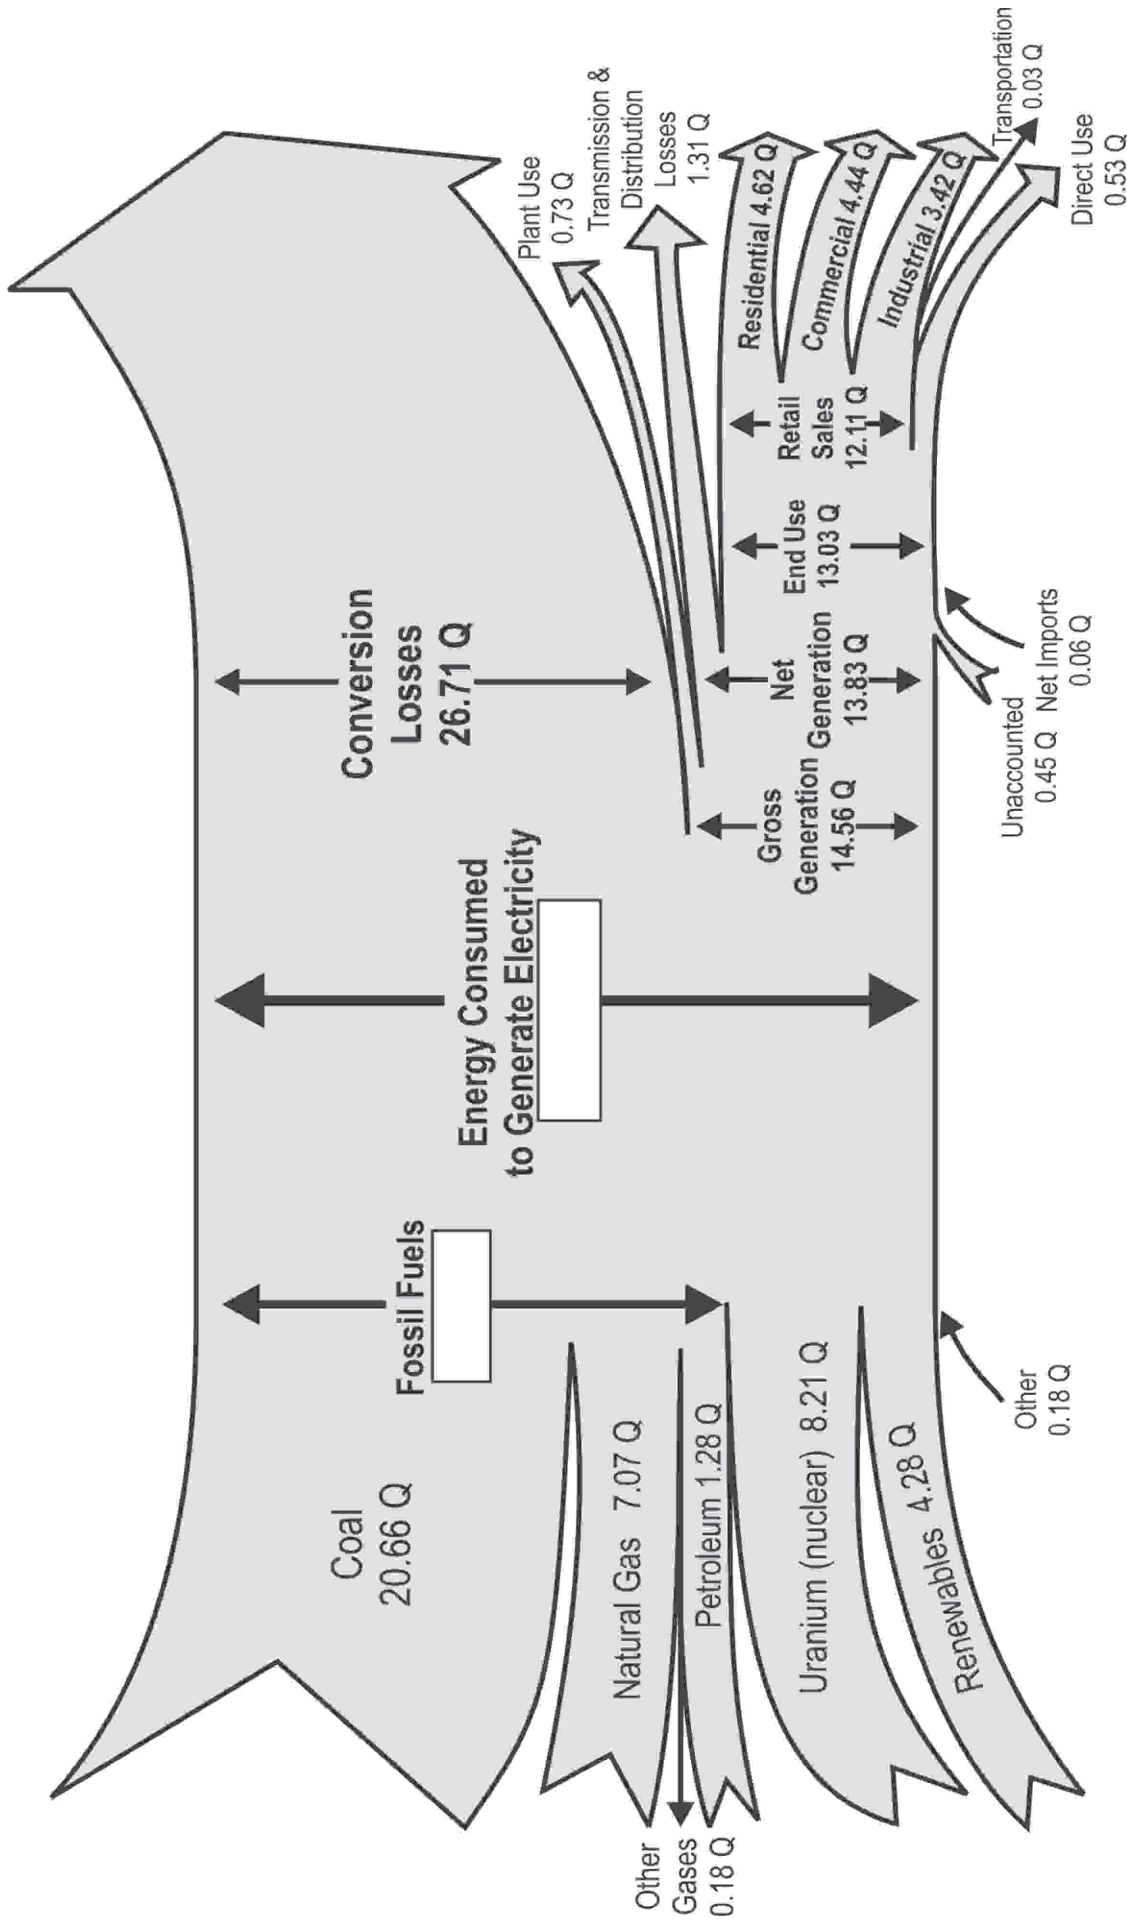 Coal
20.66 Q
Natural Gas 7.07 Q
Other
Gases
0.18 Q
Petroleum 1.28 Q
Uranium (nuclear) 8.21 Q
Renewables 4.28 Q
Other
0.18 Q
Fossil Fuels
Energy Consumed
to Generate Electricity
Conversion
Losses
26.71 Q
Gross
Generation
14.56 Q
Net
Generation
13.83 Q
Unaccounted
0.45 Q
Net Imports
0.06 Q
End Use
13.03 Q
Retail
Sales
12.11 Q
Plant Use
0.73 Q
Transmission &
Distribution
Losses
1.31 Q
Residential 4.62 Q
Commercial 4.44 Q
Industrial 3.42 Q
Transportation
0.03 Q
Direct Use
0.53 Q